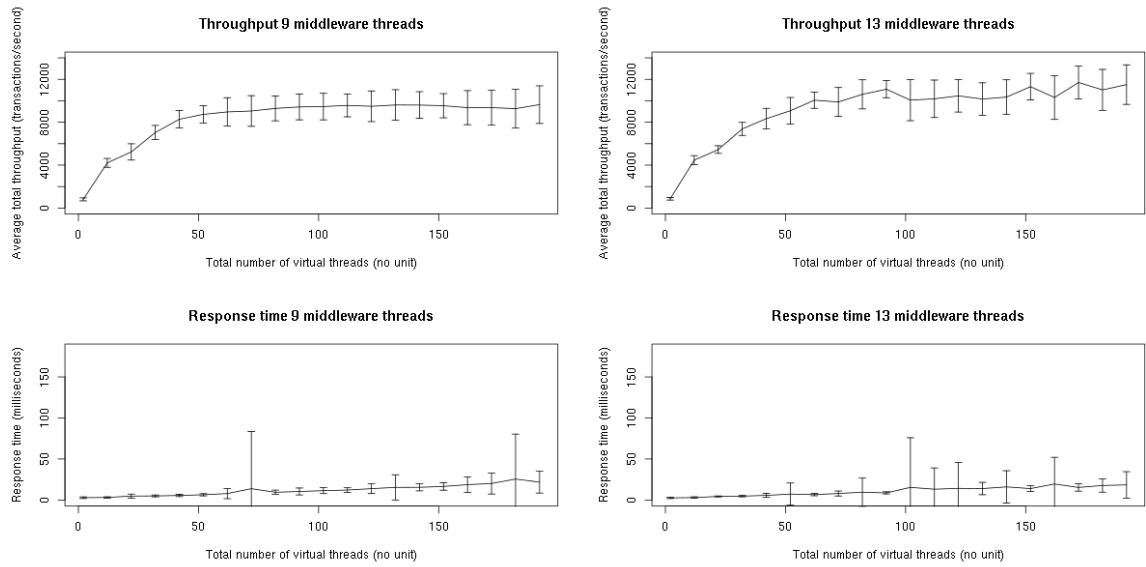 Throughput 9 middleware threads
Average total throughput (transactions/second)
0 4000 8000 12000
0 50 100 150
Total number of virtual threads (no unit)
Throughput 13 middleware threads
Average total throughput (transactions/second)
0 4000 8000 12000
0 50 100 150
Total number of virtual threads (no unit)
Response time 9 middleware threads
Response time (milliseconds)
0 50 100 150
0 50 100 150
Total number of virtual threads (no unit)
Response time 13 middleware threads
Response time (milliseconds)
0 50 100 150
0 50 100 150
Total number of virtual threads (no unit)